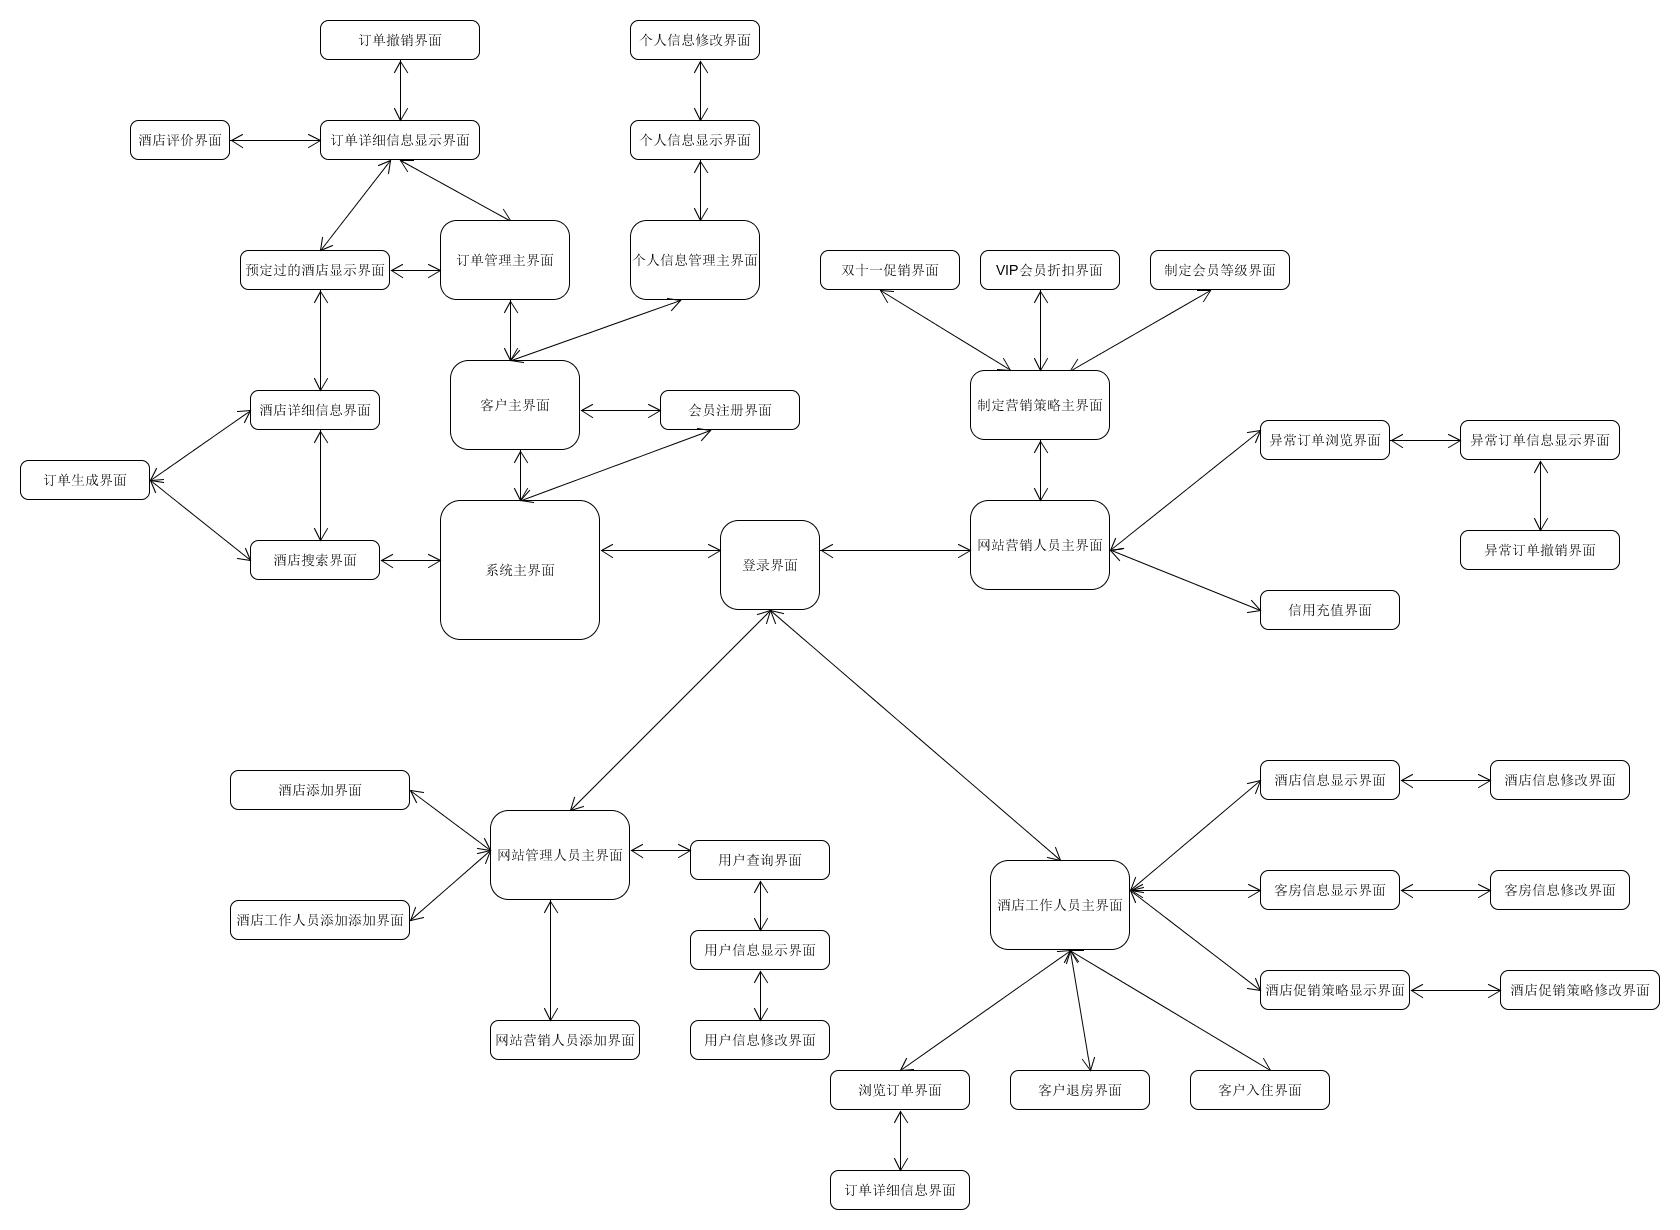 订单撤销界面
个人信息修改界面
酒店评价界面
订单详细信息显示界面
个人信息显示界面
预定过的酒店显示界面
订单管理主界面
个人信息管理主界面
双十一促销界面
VIP会员折扣界面
制定会员等级界面
酒店详细信息界面
客户主界面
会员注册界面
制定营销策略主界面
异常订单浏览界面
异常订单信息显示界面
订单生成界面
酒店搜索界面
系统主界面
登录界面
网站营销人员主界面
异常订单撤销界面
信用充值界面
酒店添加界面
网站管理人员主界面
用户查询界面
酒店信息显示界面
酒店信息修改界面
酒店工作人员添加添加界面
用户信息显示界面
酒店工作人员主界面
客房信息显示界面
客房信息修改界面
酒店促销策略显示界面
酒店促销策略修改界面
网站营销人员添加界面
用户信息修改界面
浏览订单界面
客户退房界面
客户入住界面
订单详细信息界面